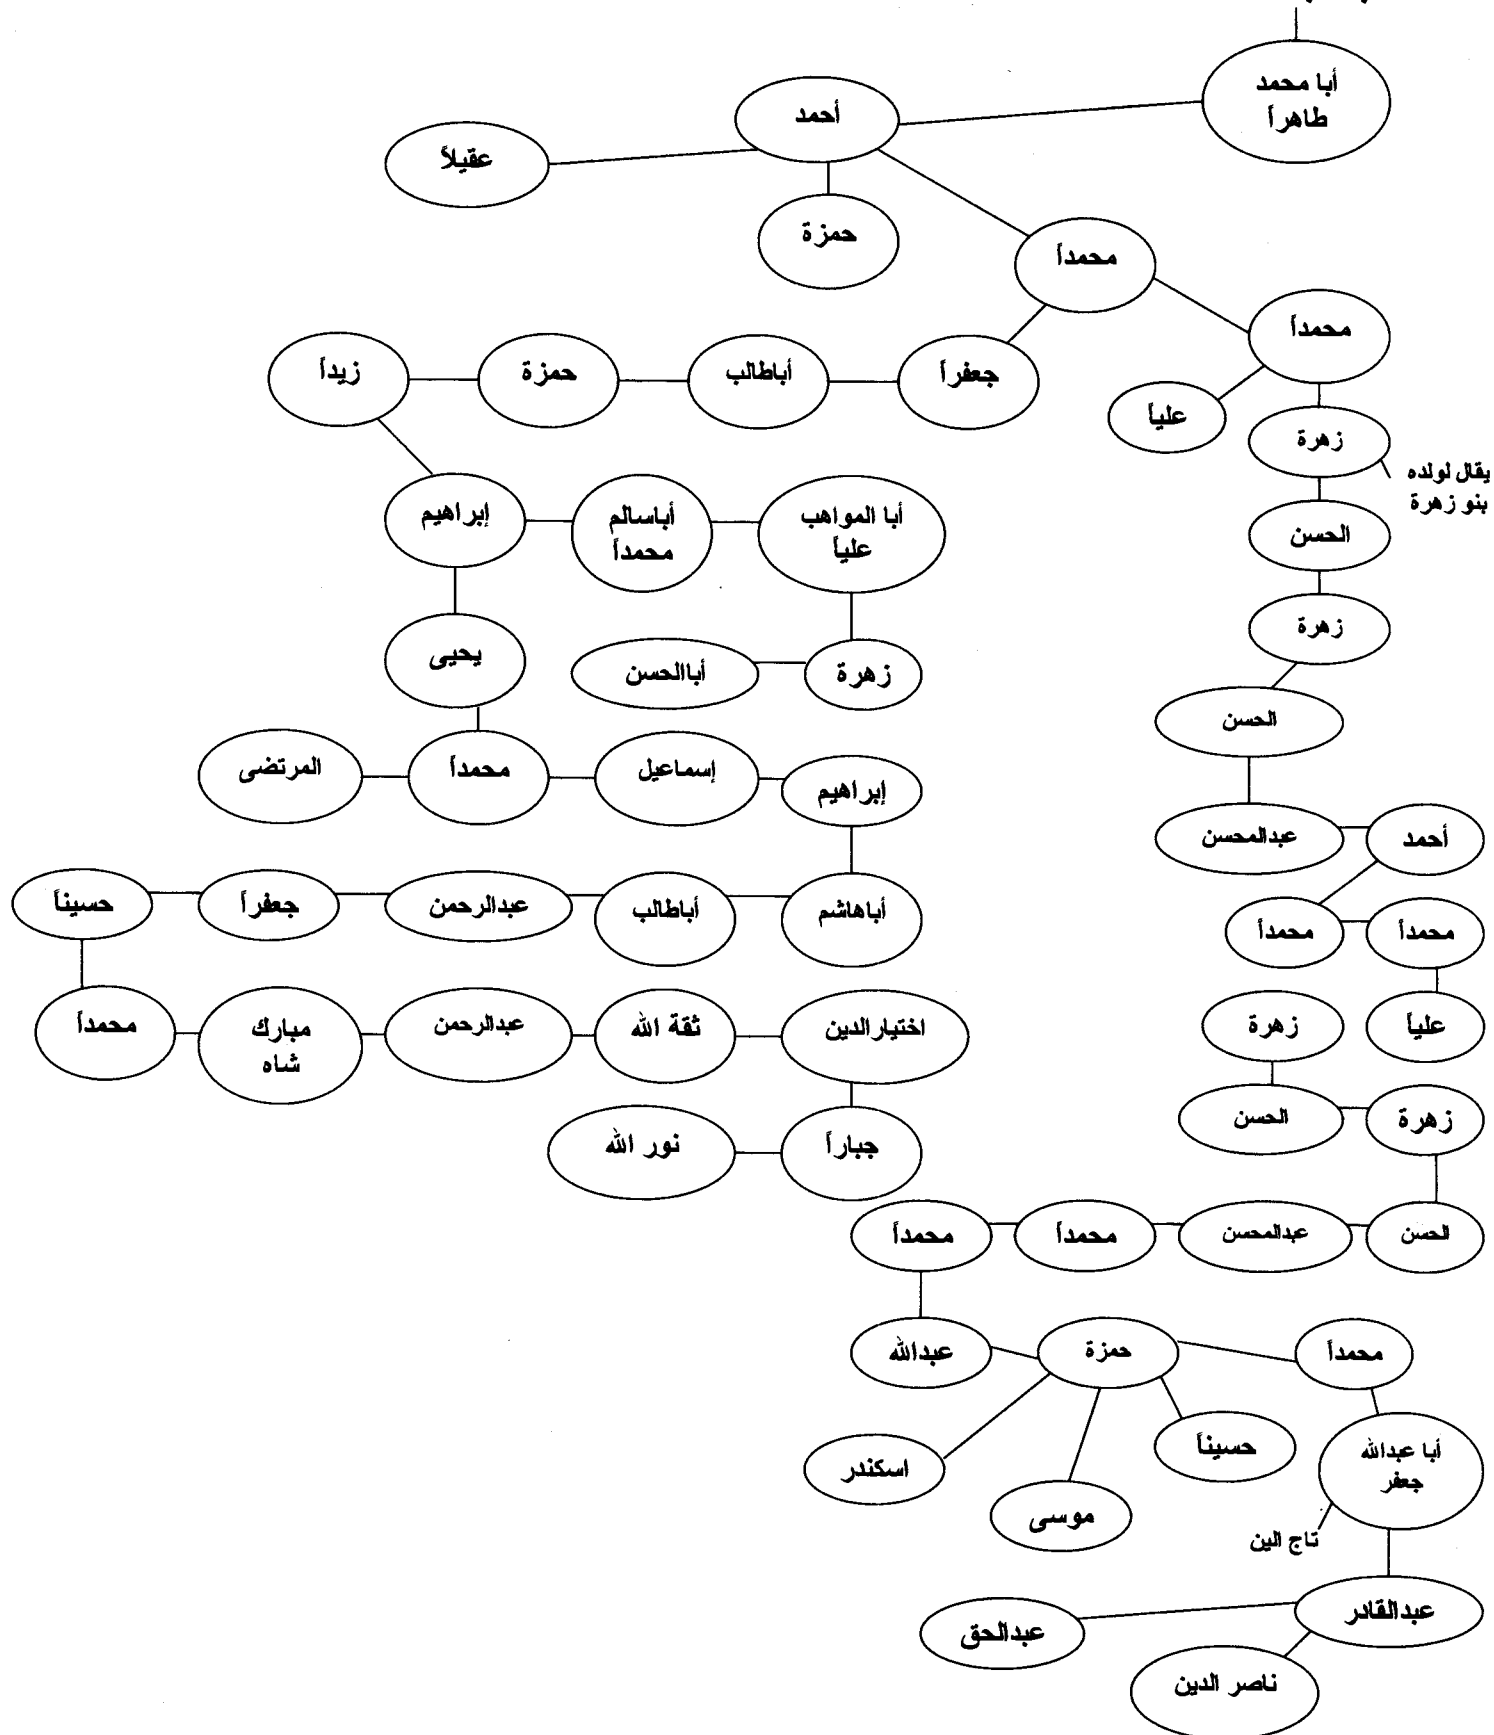 أبا محمد
طاهراً
أحمد
عقيلاً
حمزة
محمداً
محمداً
جعفراً
أباطالب
حمزة
زيداً
علياً
زهرة
يقال لولده
بنو زهرة
إبراهيم
أباسالم
محمداً
أبا المواهب
علياً
الحسن
زهرة
يحيى
زهرة
أباالحسن
الحسن
المرتضى
محمداً
إسماعيل
إبراهيم
عبدالمحسن
أحمد
أباهاشم
أباطالب
عبدالرحمن
جعفراً
حسيناً
محمداً
محمداً
علياً
زهرة
محمداً
مبارك
شاه
عبدالرحمن
ثقة الله
اختيارالدين
الحسن
زهرة
جباراً
نور الله
الحسن
عبدالمحسن
محمداً
محمداً
عبدالله
حمزة
محمداً
حسيناً
اسكندر
موسى
أبا عبدالله
جعفر
تاج الين
عبدالقادر
عبدالحق
ناصر الدين